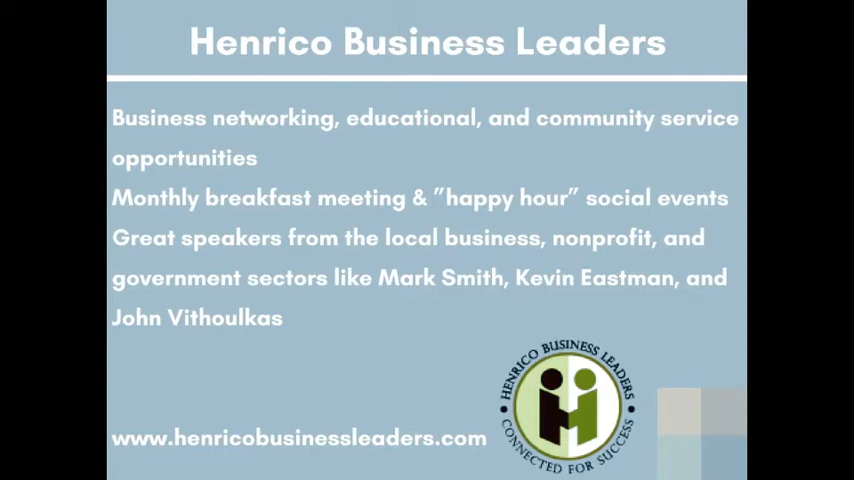 Henrico Business Leaders
Business networking, educational, and community service
opportunities
Monthly breakfast meeting & "happy hour" social events
Great speakers from the local business, nonprofit, and
government sectors like Mark Smith, Kevin Eastman, and
John Vithoulkas
HENRICO BUSINESS LEADERS
CONNECTED FOR SUCCESS
www.henricobusinessleaders.com